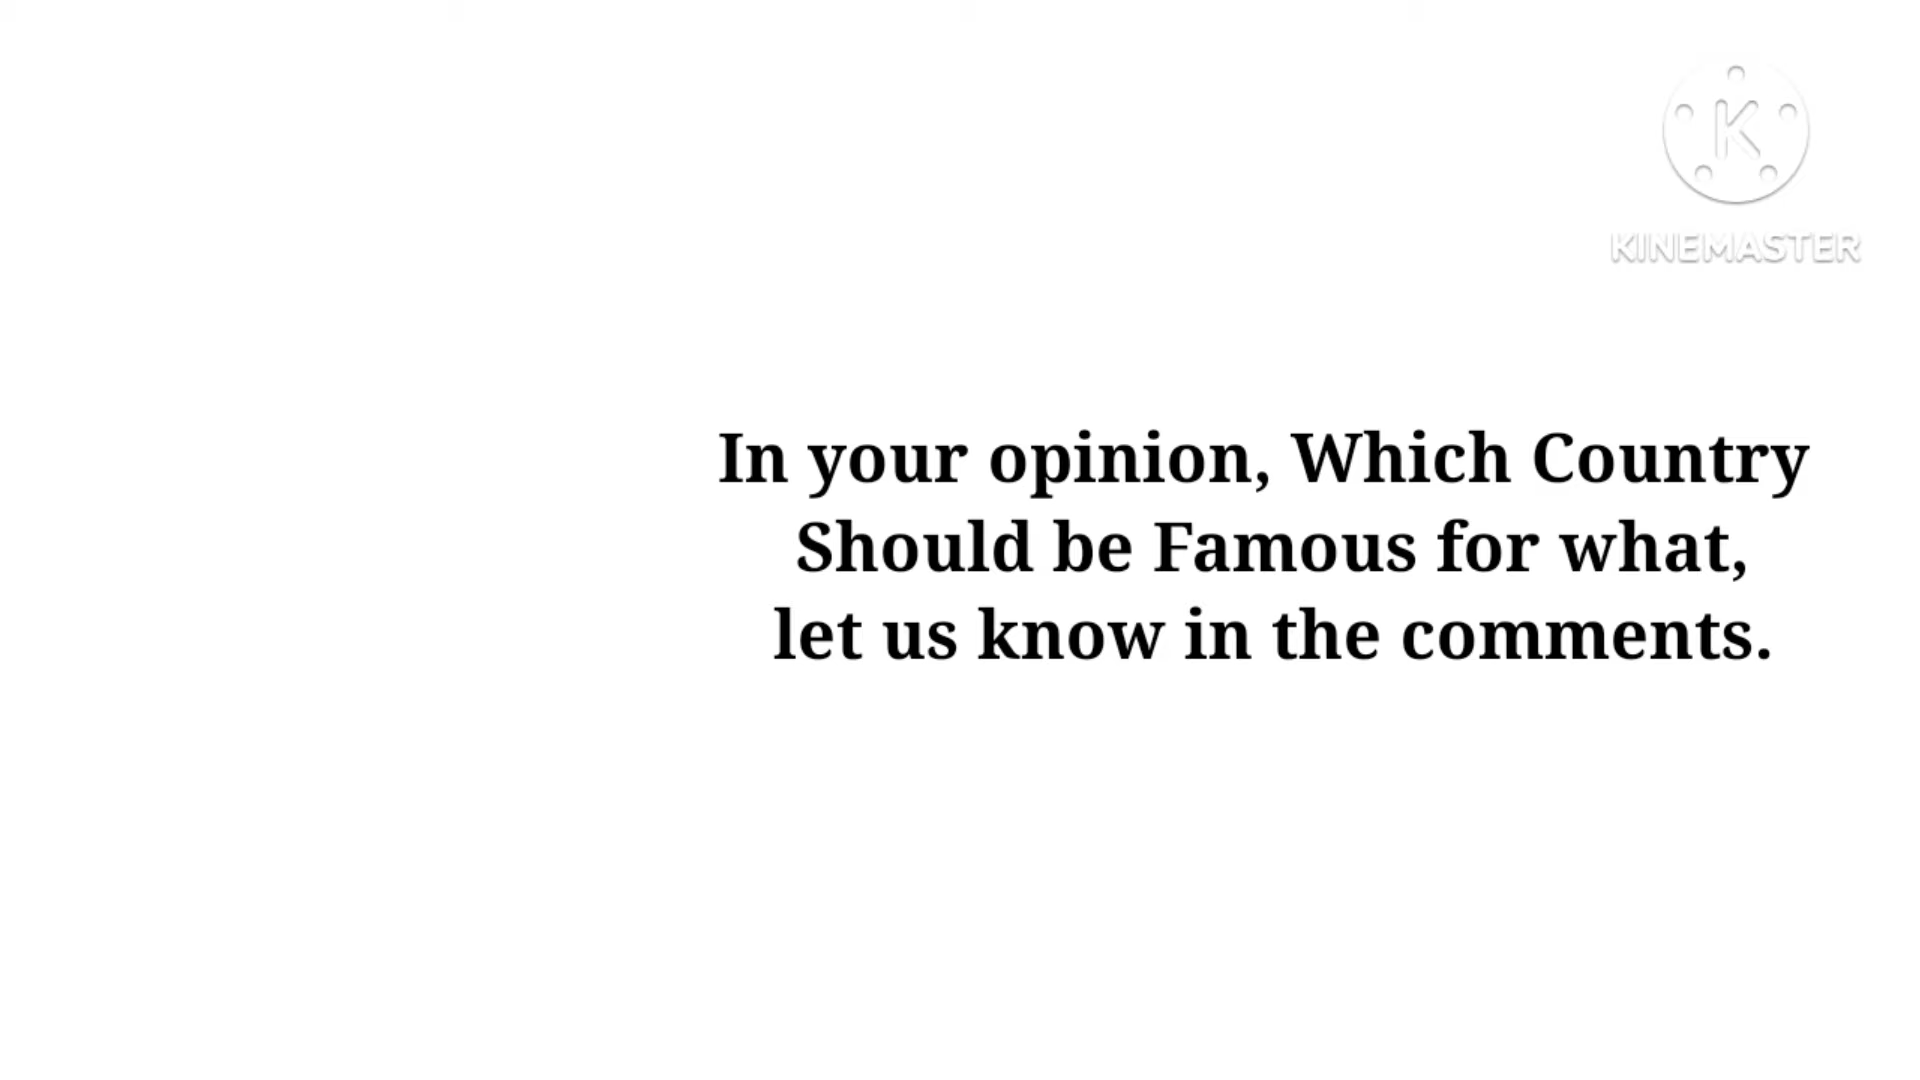 K
KINEMASTER
In your opinion, Which Country
Should be Famous for what,
let us know in the comments.